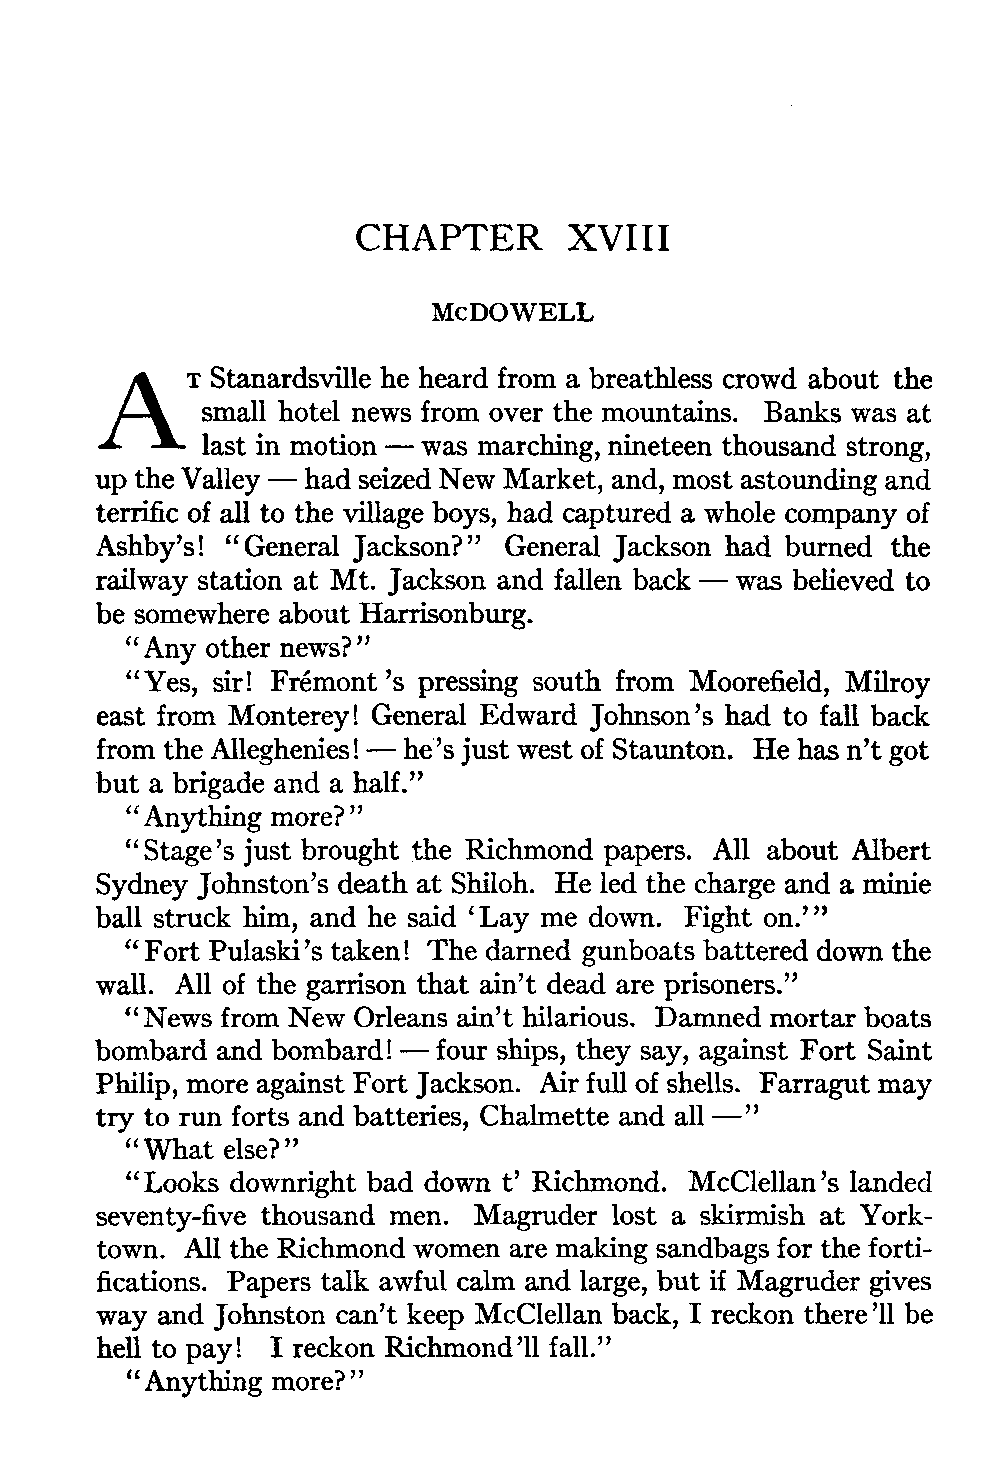 CHAPTER XVIII
McDOWELL
AT Stanardsville he heard from a breathless crowd about the
small hotel news from over the mountains. Banks was at
last in motion — was marching, nineteen thousand strong,
up the Valley — had seized New Market, and, most astounding and
terrific of all to the village boys, had captured a whole company of
Ashby's! "General Jackson?" General Jackson had burned the
railway station at Mt. Jackson and fallen back — was believed to
be somewhere about Harrisonburg.
"Any other news?"
"Yes, sir! Frémont 's pressing south from Moorefield, Milroy
east from Monterey! General Edward Johnson's had to fall back
from the Alleghenies! — he's just west of Staunton. He has n't got
but a brigade and a half."
"Anything more?"
"Stage's just brought the Richmond papers. All about Albert
Sydney Johnston's death at Shiloh. He led the charge and a minie
ball struck him, and he said 'Lay me down. Fight on.'"
"Fort Pulaski's taken! The darned gunboats battered down the
wall. All of the garrison that ain't dead are prisoners."
"News from New Orleans ain't hilarious. Damned mortar boats
bombard and bombard! — four ships, they say, against Fort Saint
Philip, more against Fort Jackson. Air full of shells. Farragut may
try to run forts and batteries, Chalmette and all —"
"What else?"
"Looks downright bad down t' Richmond. McClellan's landed
seventy-five thousand men. Magruder lost a skirmish at York-
town. All the Richmond women are making sandbags for the forti-
fications. Papers talk awful calm and large, but if Magruder gives
way and Johnston can't keep McClellan back, I reckon there 'll be
hell to pay! I reckon Richmond 'll fall."
"Anything more?"